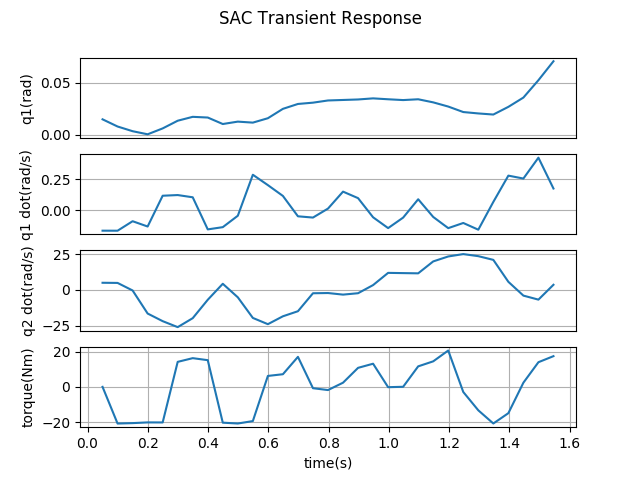 SAC Transient Response
q1(rad)
0.05
0.00
q1 dot(rad/s)
0.25
0.00
q2 dot(rad/s)
25
0
−25
torque(Nm)
20
0
−20
0.0 0.2 0.4 0.6 0.8 1.0 1.2 1.4 1.6
time(s)